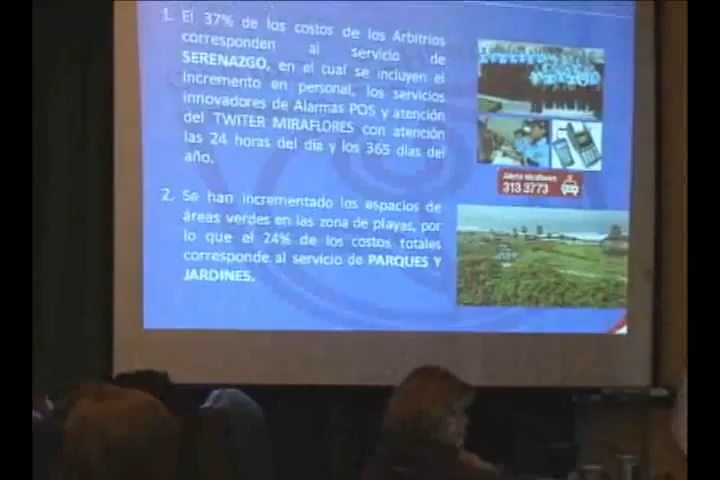 1. El 37% de los costos de los Arbitrios
corresponden al servicio de
SERENAZGO, en el cual se incluyen el
incremento en personal, los servicios
innovadores de Alarmas POS y atención
del TWITER MIRAFLORES con atención
las 24 horas del día y los 365 días del
año.
Alerta Miraflores
313 3773
2. Se han incrementado los espacios de
áreas verdes en las zona de playas, por
lo que el 24% de los costos totales
corresponde al servicio de PARQUES Y
JARDINES.